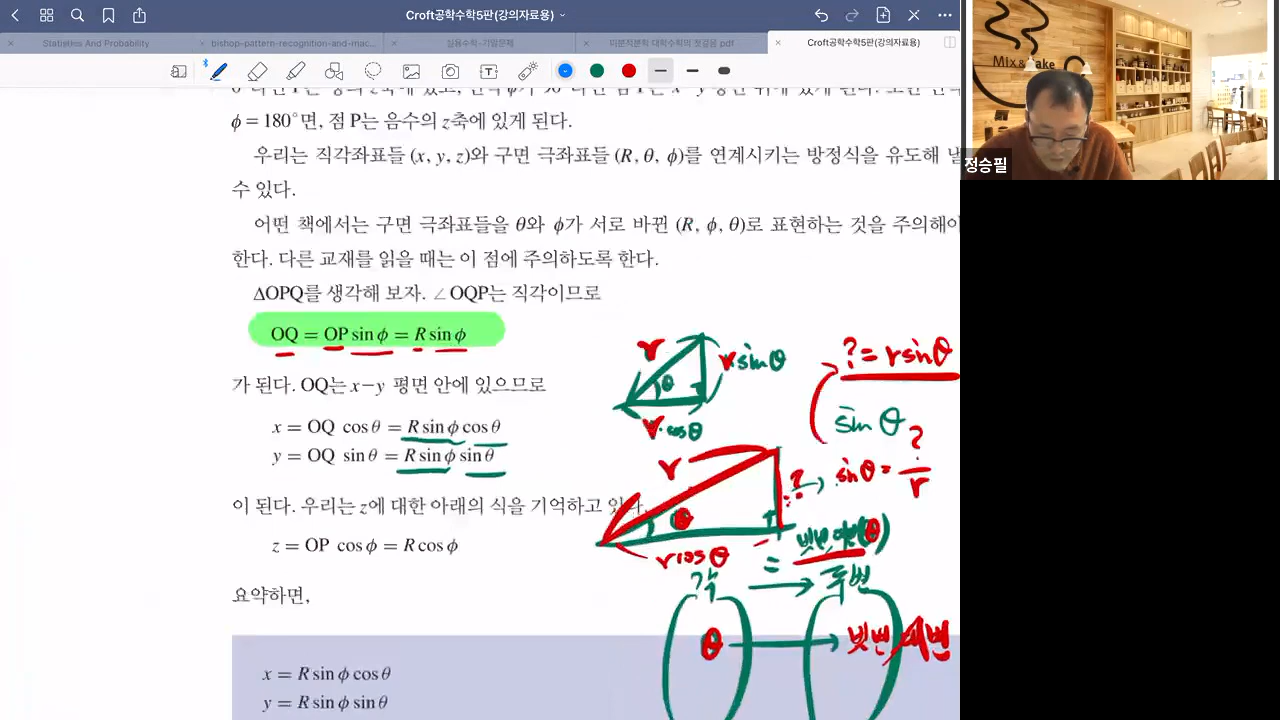 Croft공학수학5판(강의자료용)
Statistins And Probability
bishop-pattern-recognition-and-mac...
실용수학-기말문제
미분적분학 대학수학의 첫걸음.pdf
Croft공학수학5판(강의자료용)
Mix&Bake
정승필
ϕ = 180°면, 점 P는 음수의 z축에 있게 된다.
우리는 직각좌표들 (x, y, z)와 구면 극좌표들 (R, θ, ϕ)를 연계시키는 방정식을 유도해 낼
수 있다.
어떤 책에서는 구면 극좌표들을 θ와 ϕ가 서로 바뀐 (R, ϕ, θ)로 표현하는 것을 주의해야
한다. 다른 교재를 읽을 때는 이 점에 주의하도록 한다.
ΔOPQ를 생각해 보자. ∠OQP는 직각이므로
OQ = OP sin ϕ = R sin ϕ
가 된다. OQ는 x−y 평면 안에 있으므로
x = OQ cos θ = R sin ϕ cos θ
y = OQ sin θ = R sin ϕ sin θ
이 된다. 우리는 z에 대한 아래의 식을 기억하고 있다.
z = OP cos ϕ = R cos ϕ
요약하면,
x = R sin ϕ cos θ
y = R sin ϕ sin θ
r
θ
r sinθ
r·cosθ
? = r sinθ
sin θ
r
θ
?
sinθ = ?/r
r cosθ
=
각
두변
θ
빗변